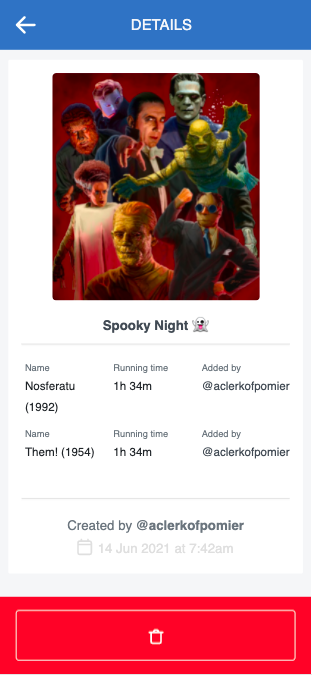 DETAILS
Spooky Night 👻
Name Running time Added by
Nosferatu (1992) 1h 34m @aclerkofpomier
Name Running time Added by
Them! (1954) 1h 34m @aclerkofpomier
Created by @aclerkofpomier
14 Jun 2021 at 7:42am